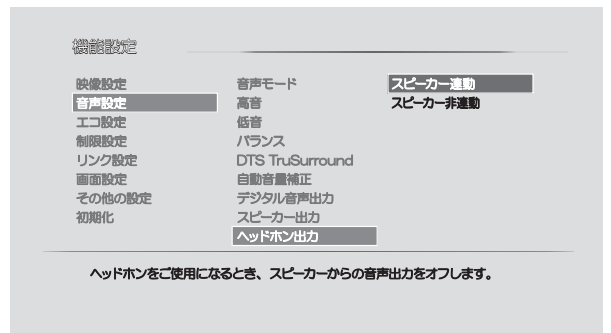 機能設定
映像設定
音声設定
エコ設定
制限設定
リンク設定
画面設定
その他の設定
初期化
音声モード
高音
低音
バランス
DTS TruSurround
自動音量補正
デジタル音声出力
スピーカー出力
ヘッドホン出力
スピーカー連動
スピーカー非連動
ヘッドホンをご使用になるとき、スピーカーからの音声出力をオフします。